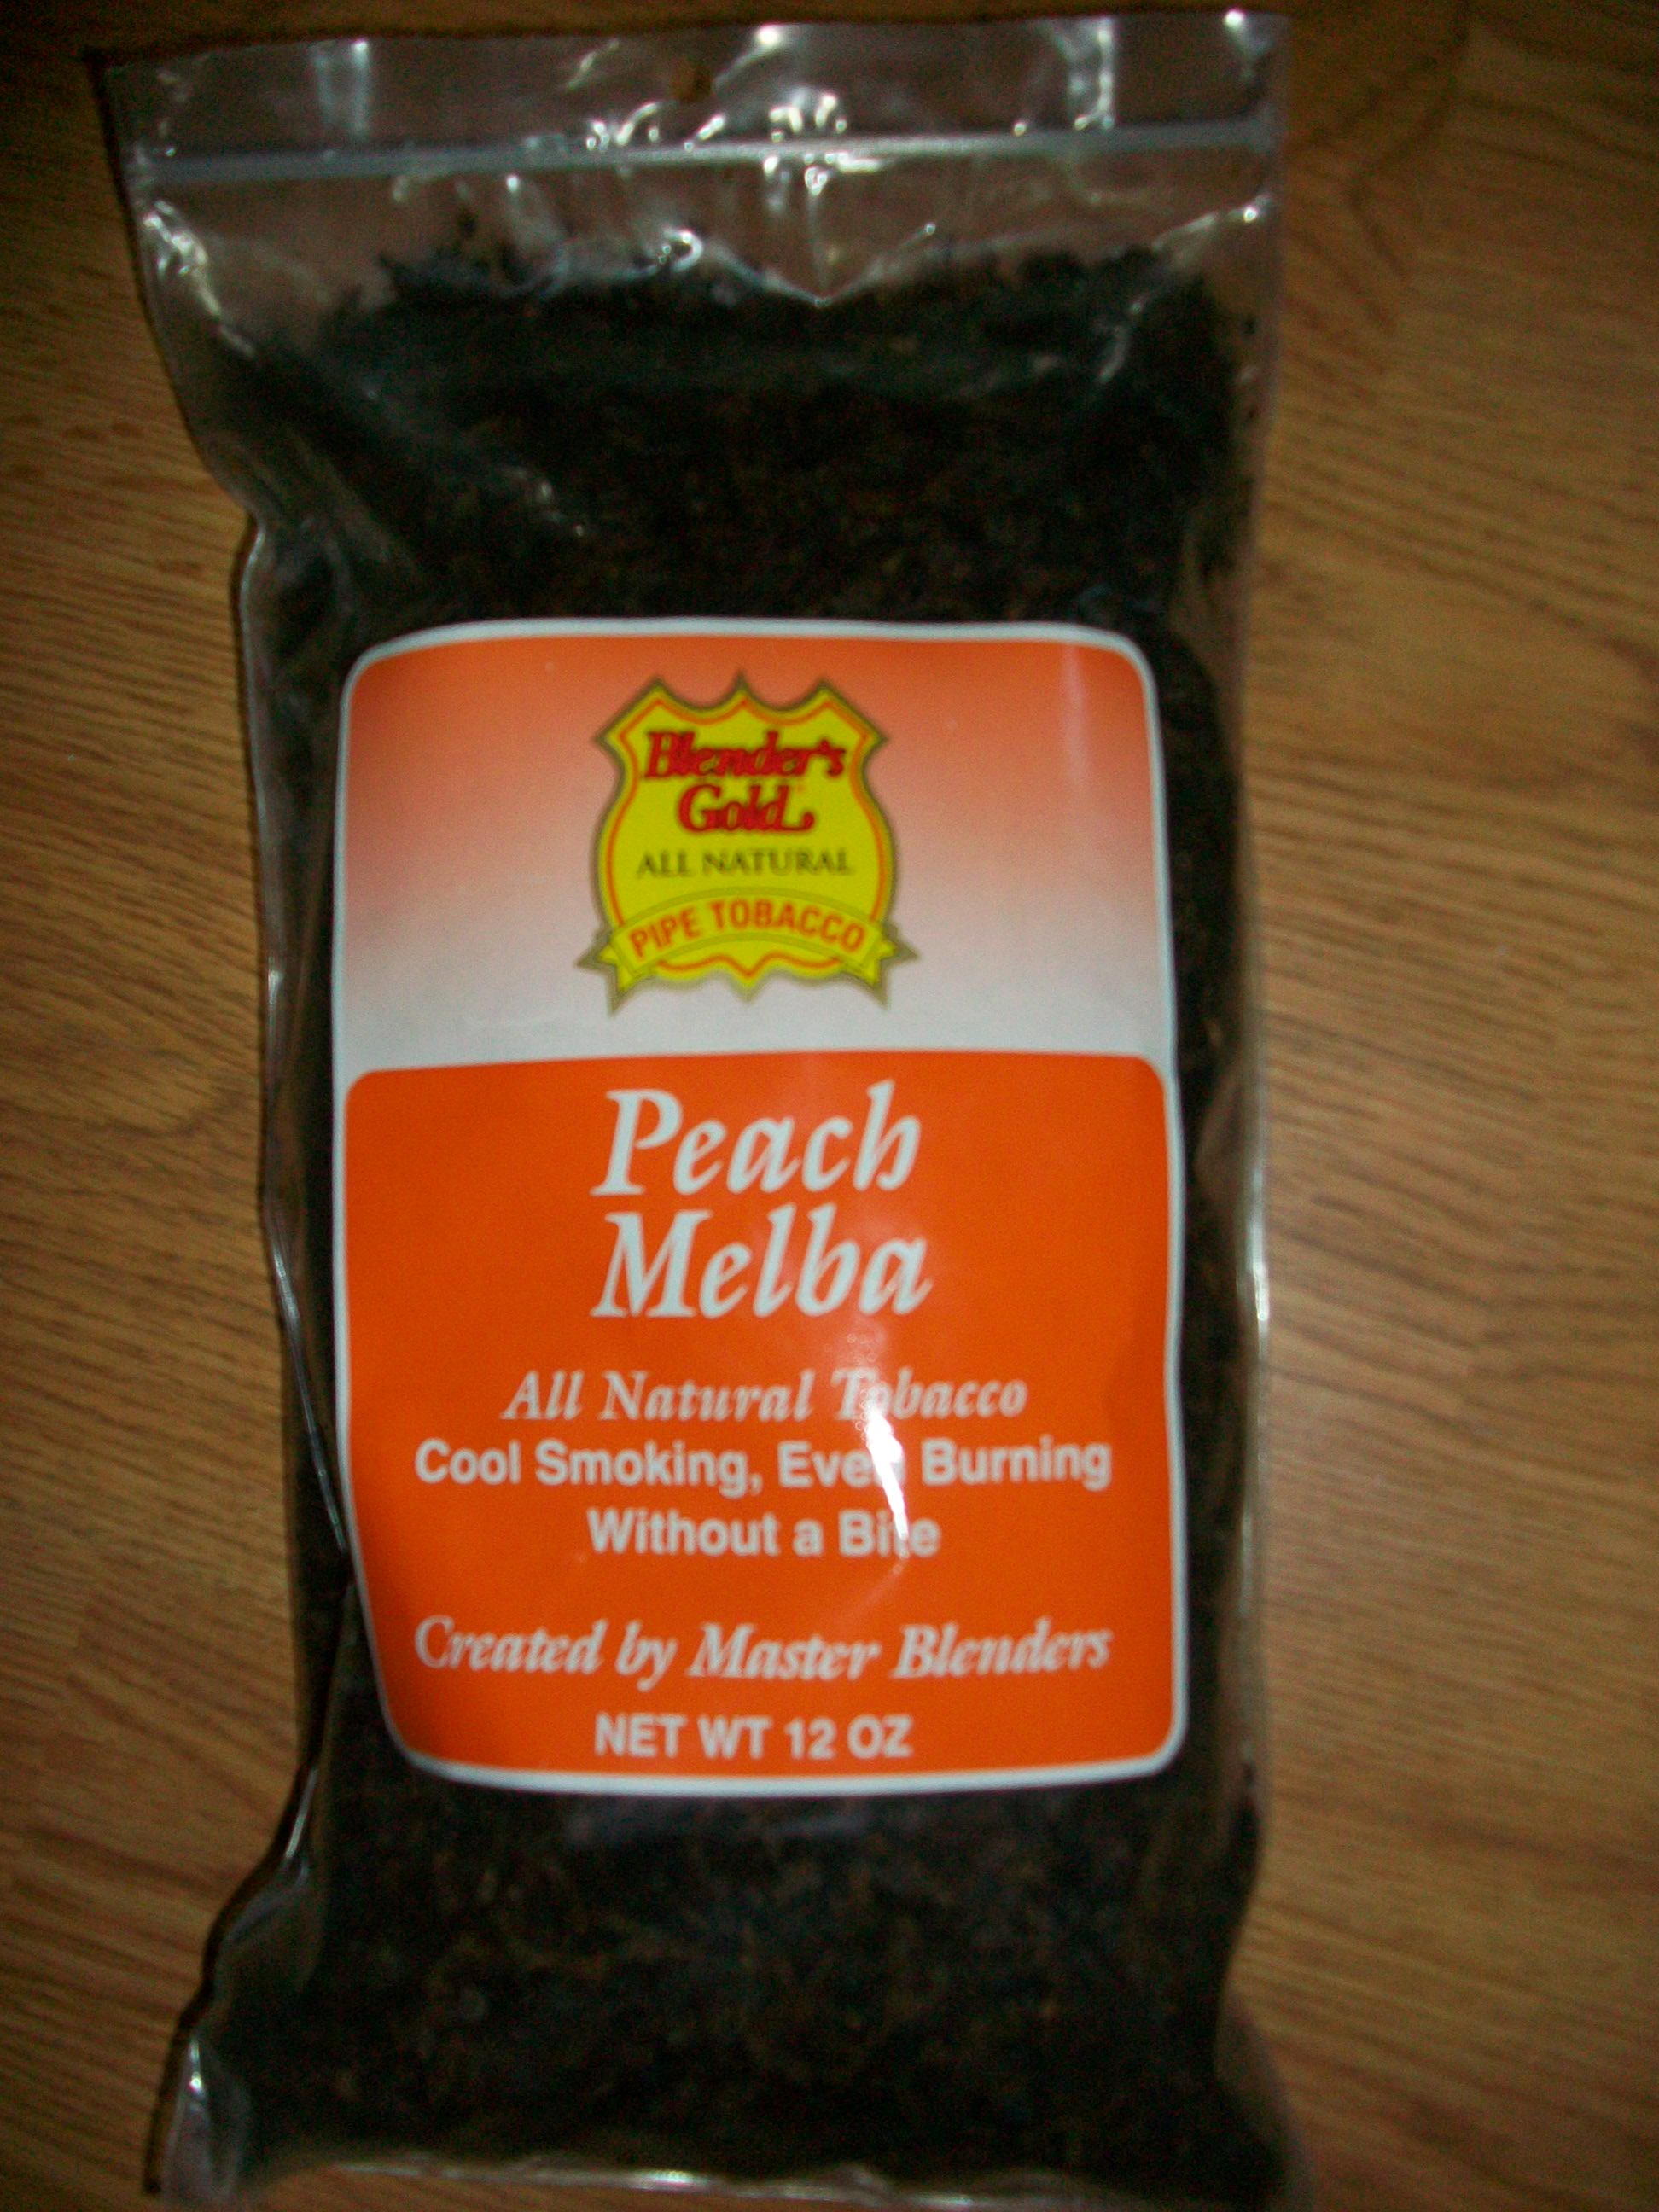 Blender's
Gold
ALL NATURAL
PIPE TOBACCO
Peach
Melba
All Natural Tobacco
Cool Smoking, Even Burning
Without a Bite
Created by Master Blenders
NET WT 12 OZ